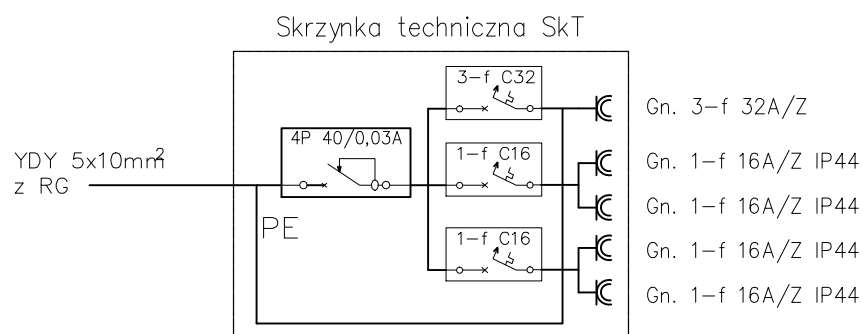 Skrzynka techniczna SkT
3-f C32
Gn. 3-f 32A/Z
4P 40/0,03A
1-f C16
YDY 5x10mm²
z RG
Gn. 1-f 16A/Z IP44
Gn. 1-f 16A/Z IP44
PE
1-f C16
Gn. 1-f 16A/Z IP44
Gn. 1-f 16A/Z IP44